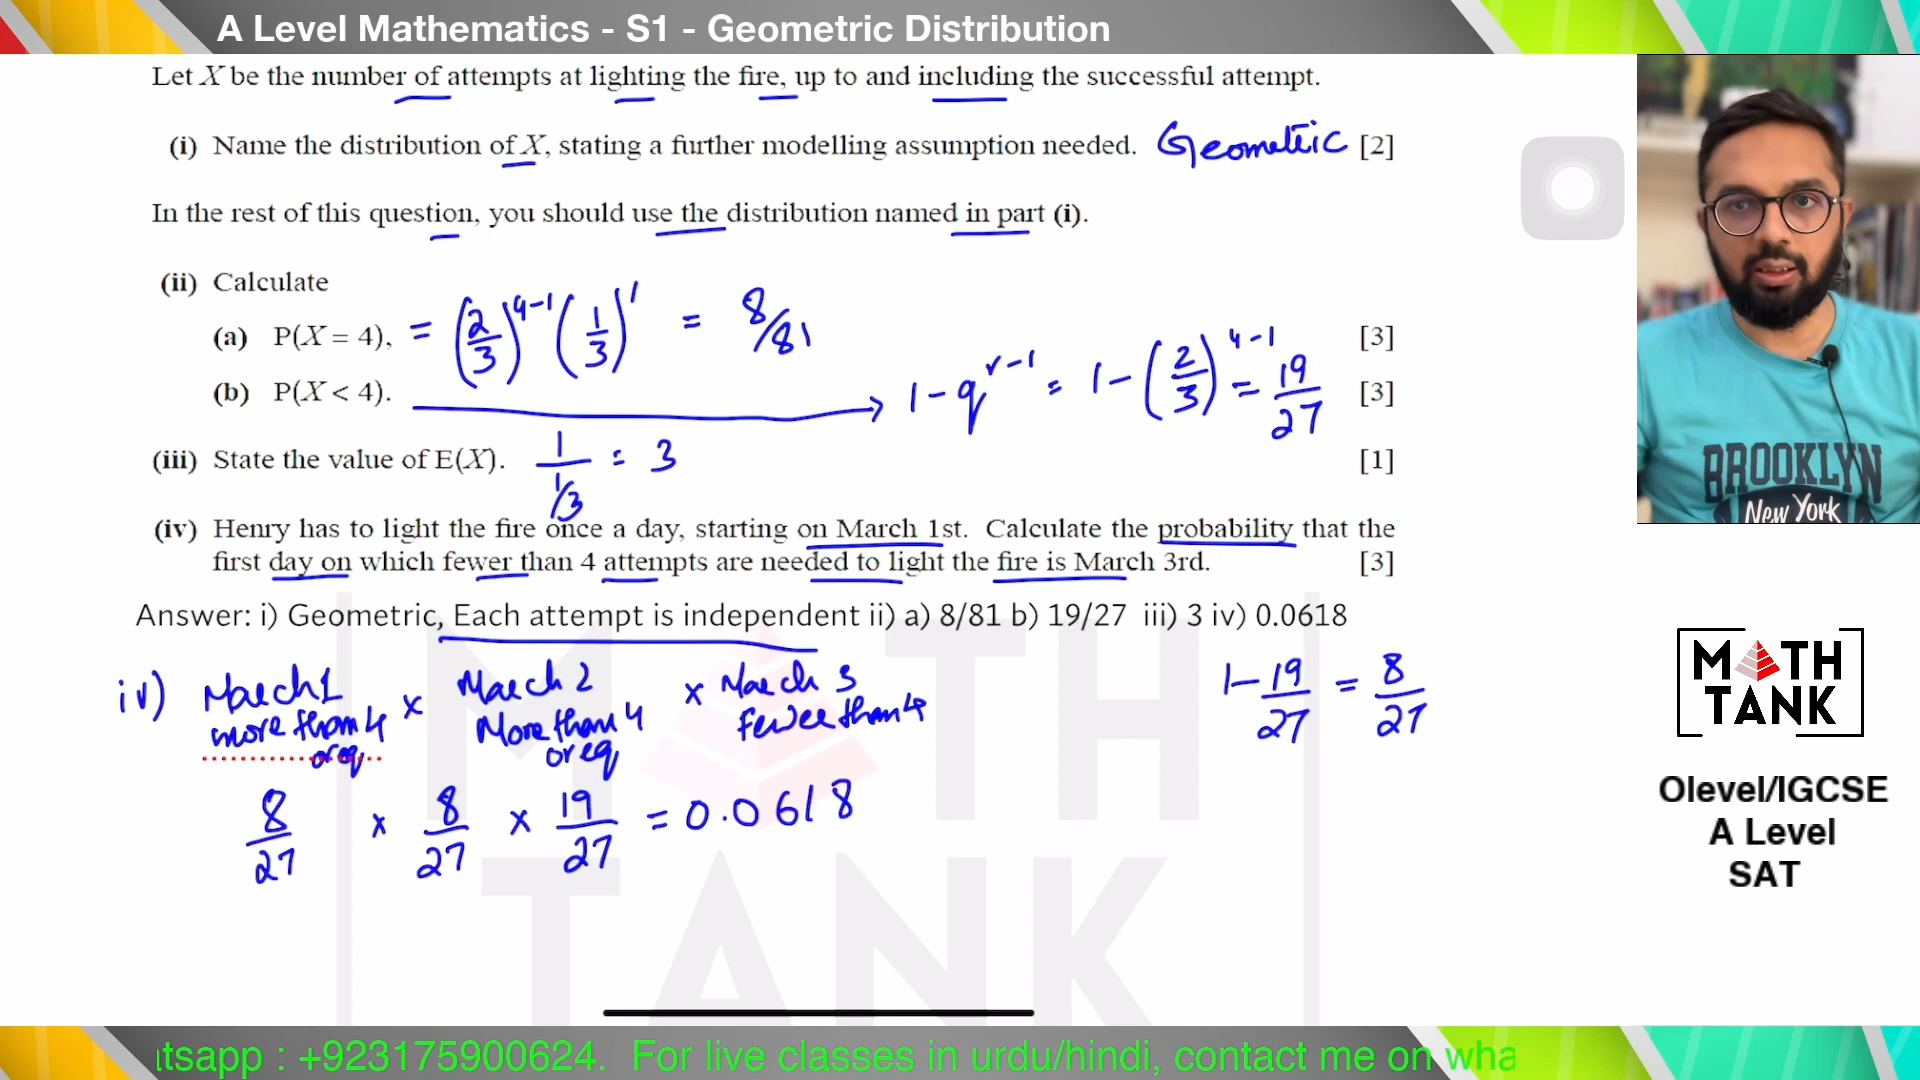 A Level Mathematics - S1 - Geometric Distribution
Let X be the number of attempts at lighting the fire, up to and including the successful attempt.
(i) Name the distribution of X, stating a further modelling assumption needed. Geometric [2]
In the rest of this question, you should use the distribution named in part (i).
(ii) Calculate
(a) P(X = 4), = (2/3)^4-1 (1/3)^1 = 8/81 [3]
(b) P(X < 4). → 1-q^r-1 = 1-(2/3)^4-1 = 19/27 [3]
(iii) State the value of E(X). 1/1/3 = 3 [1]
(iv) Henry has to light the fire once a day, starting on March 1st. Calculate the probability that the
first day on which fewer than 4 attempts are needed to light the fire is March 3rd. [3]
Answer: i) Geometric, Each attempt is independent ii) a) 8/81 b) 19/27 iii) 3 iv) 0.0618
iv) March 1 × March 2 × March 3 1-19/27 = 8/27
more than 4 More than 4 fewer than 4
or eq or eq
8/27 × 8/27 × 19/27 = 0.0618
BROOKLYN
New York
MATH
TANK
MATH
TANK
Olevel/IGCSE
A Level
SAT
atsapp : +923175900624. For live classes in urdu/hindi, contact me on wha